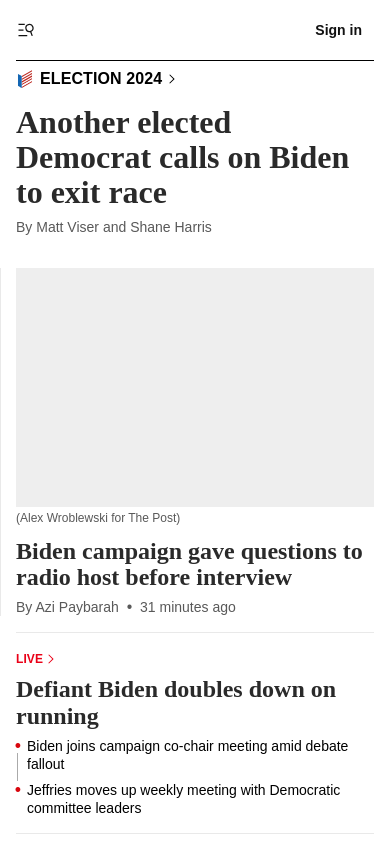 Sign in
ELECTION 2024
Another elected
Democrat calls on Biden
to exit race
By Matt Viser and Shane Harris
(Alex Wroblewski for The Post)
Biden campaign gave questions to
radio host before interview
By Azi Paybarah • 31 minutes ago
LIVE
Defiant Biden doubles down on
running
• Biden joins campaign co-chair meeting amid debate
fallout
• Jeffries moves up weekly meeting with Democratic
committee leaders